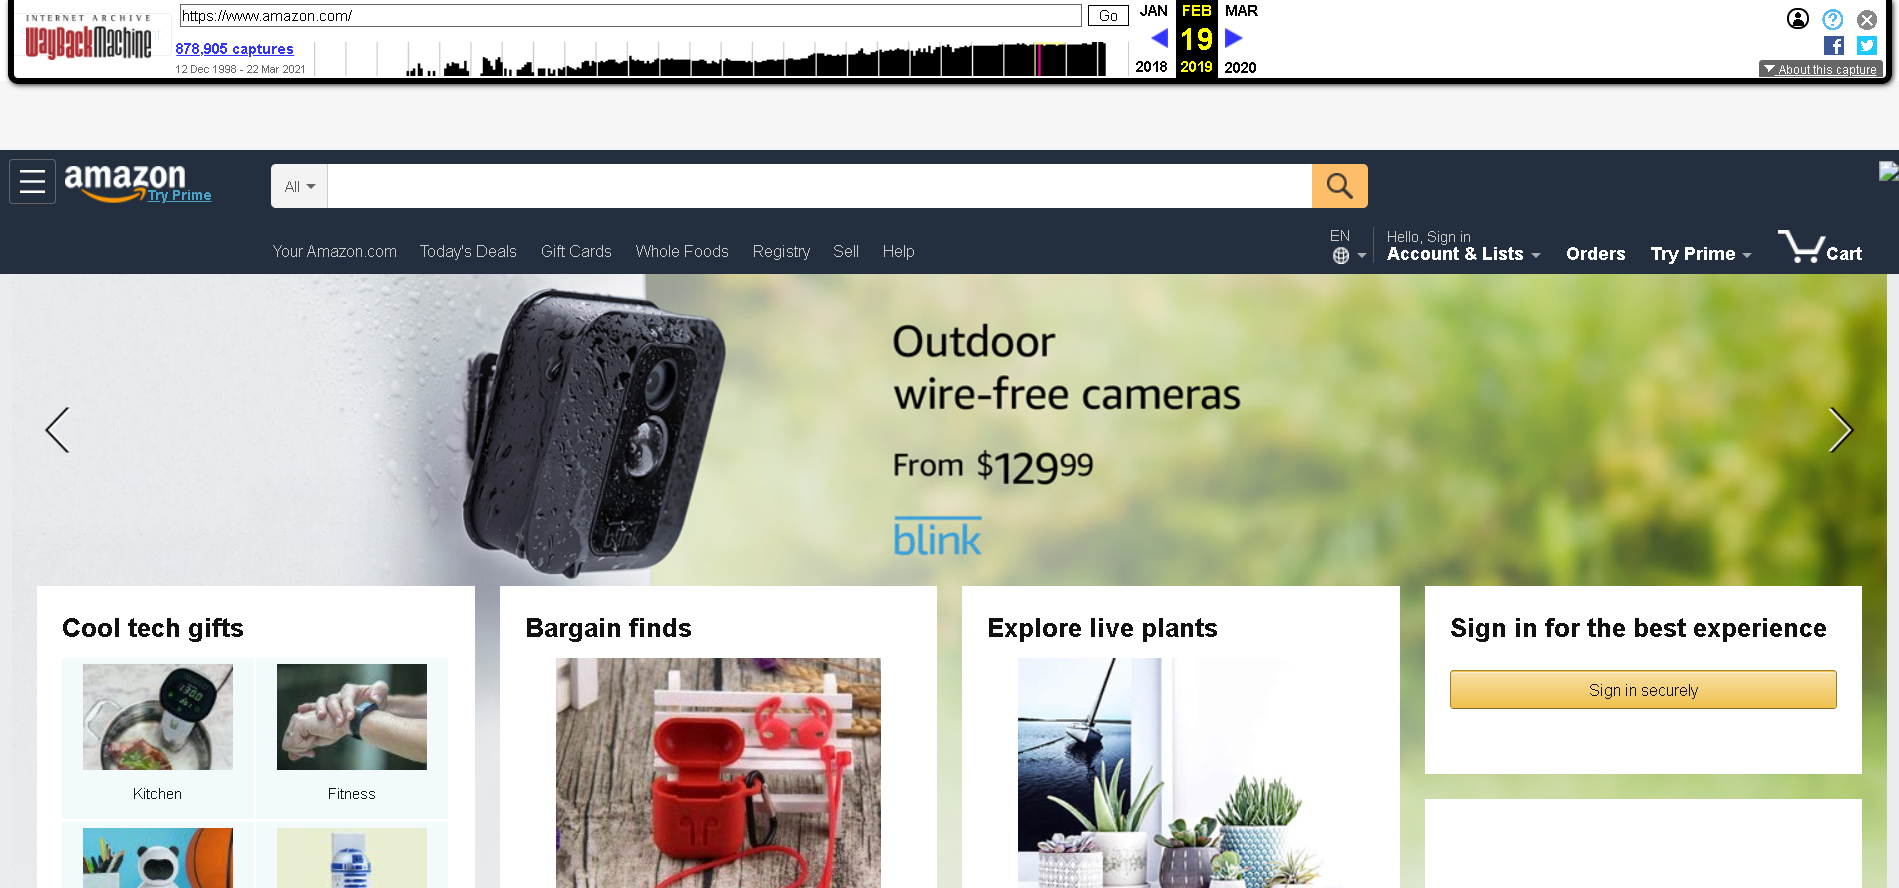 INTERNET ARCHIVE
WayBackMachine
https://www.amazon.com/
Go
JAN FEB MAR
878,905 captures
19
12 Dec 1998 - 22 Mar 2021
2018 2019 2020
About this capture
amazon
Try Prime
All
Your Amazon.com Today's Deals Gift Cards Whole Foods Registry Sell Help
EN
Hello, Sign in
Account & Lists Orders Try Prime Cart
Outdoor
wire-free cameras
From $12999
blink
blink
Cool tech gifts
Kitchen
Fitness
Bargain finds
Explore live plants
Sign in for the best experience
Sign in securely